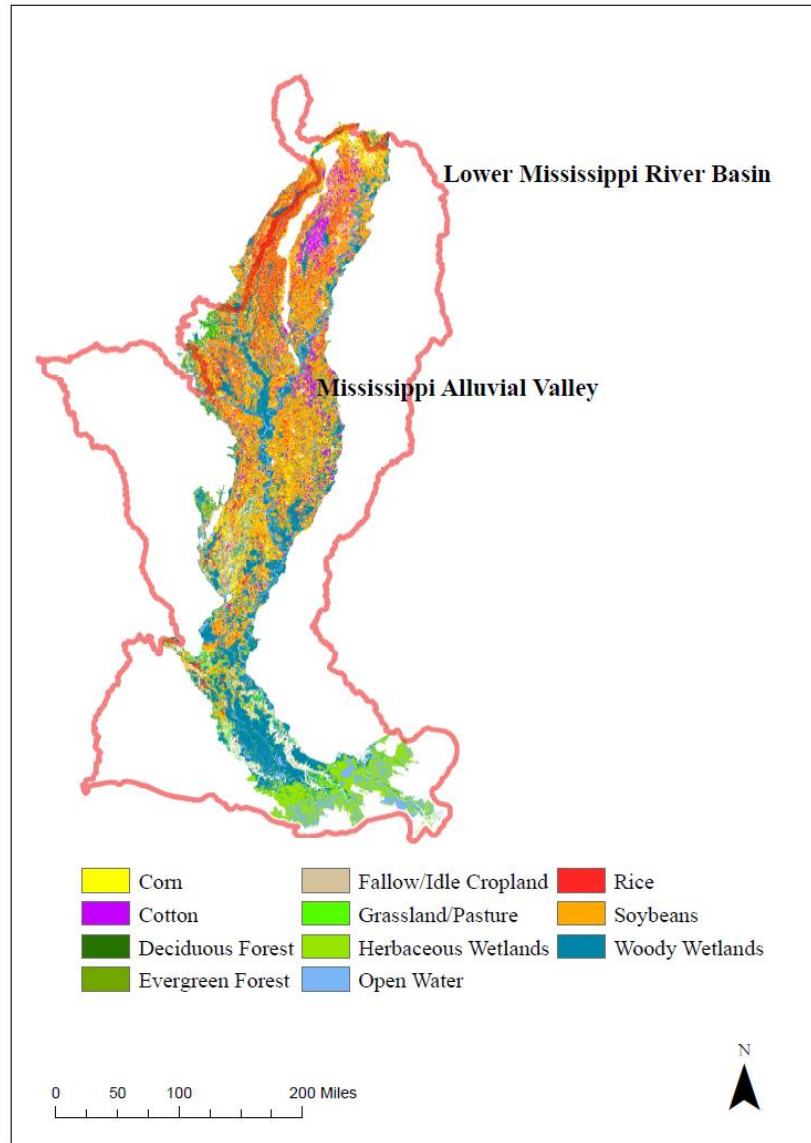 Lower Mississippi River Basin
Mississippi Alluvial Valley
Corn
Fallow/Idle Cropland
Rice
Cotton
Grassland/Pasture
Soybeans
Deciduous Forest
Herbaceous Wetlands
Woody Wetlands
Evergreen Forest
Open Water
N
0 50 100 200 Miles